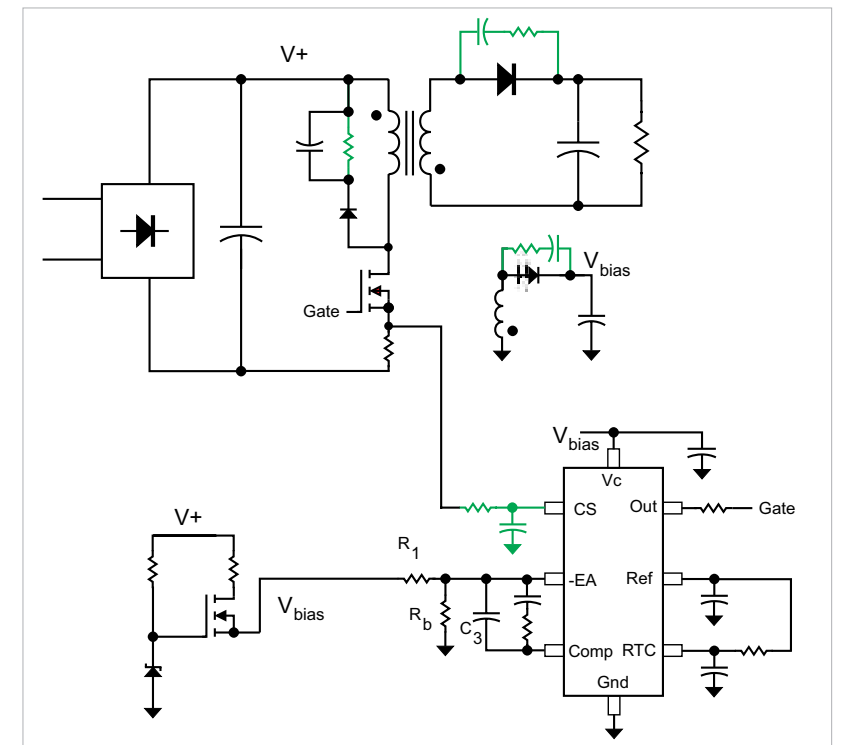 V+
Gate
Vbias
Vbias
Vc
CS
Out
Gate
V+
R1
-EA
Ref
Vbias
Rb
C3
Comp
RTC
Gnd